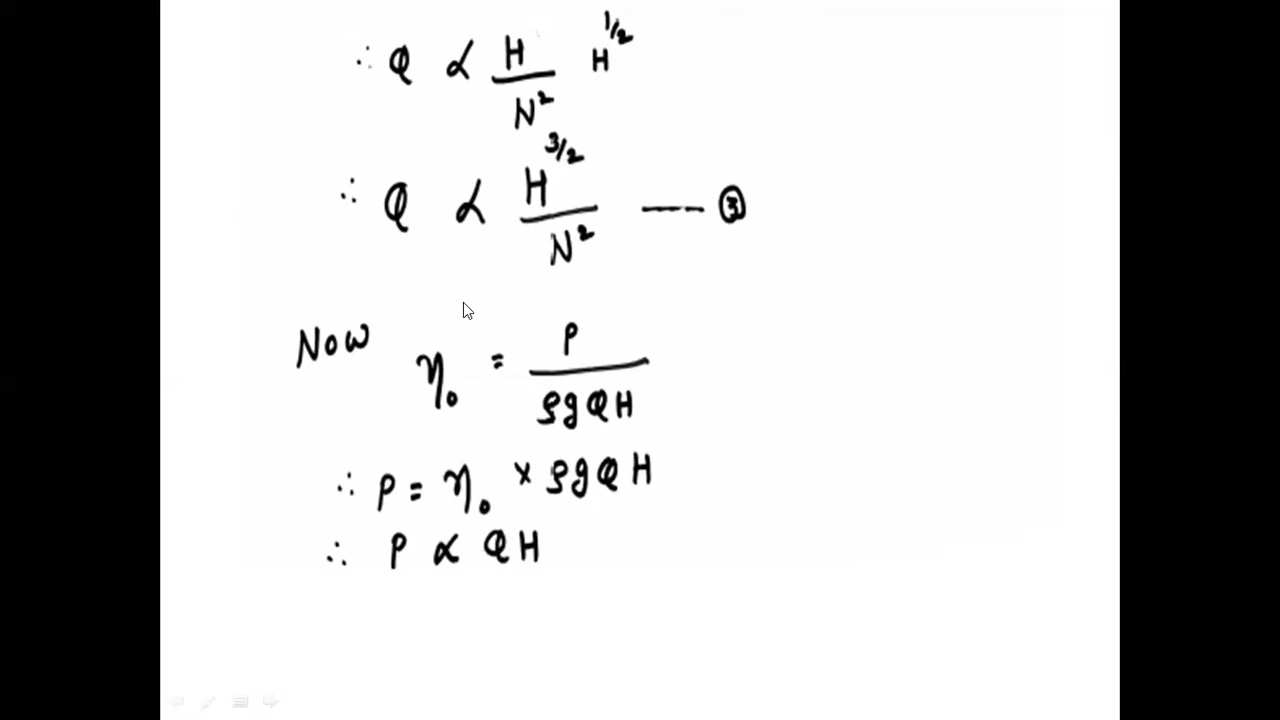 ∴ Q ∝ H/N² H^1/2
∴ Q ∝ H^3/2/N² --- ③
Now η₀ = P/ρgQH
∴ P = η₀ × ρgQH
∴ P ∝ QH